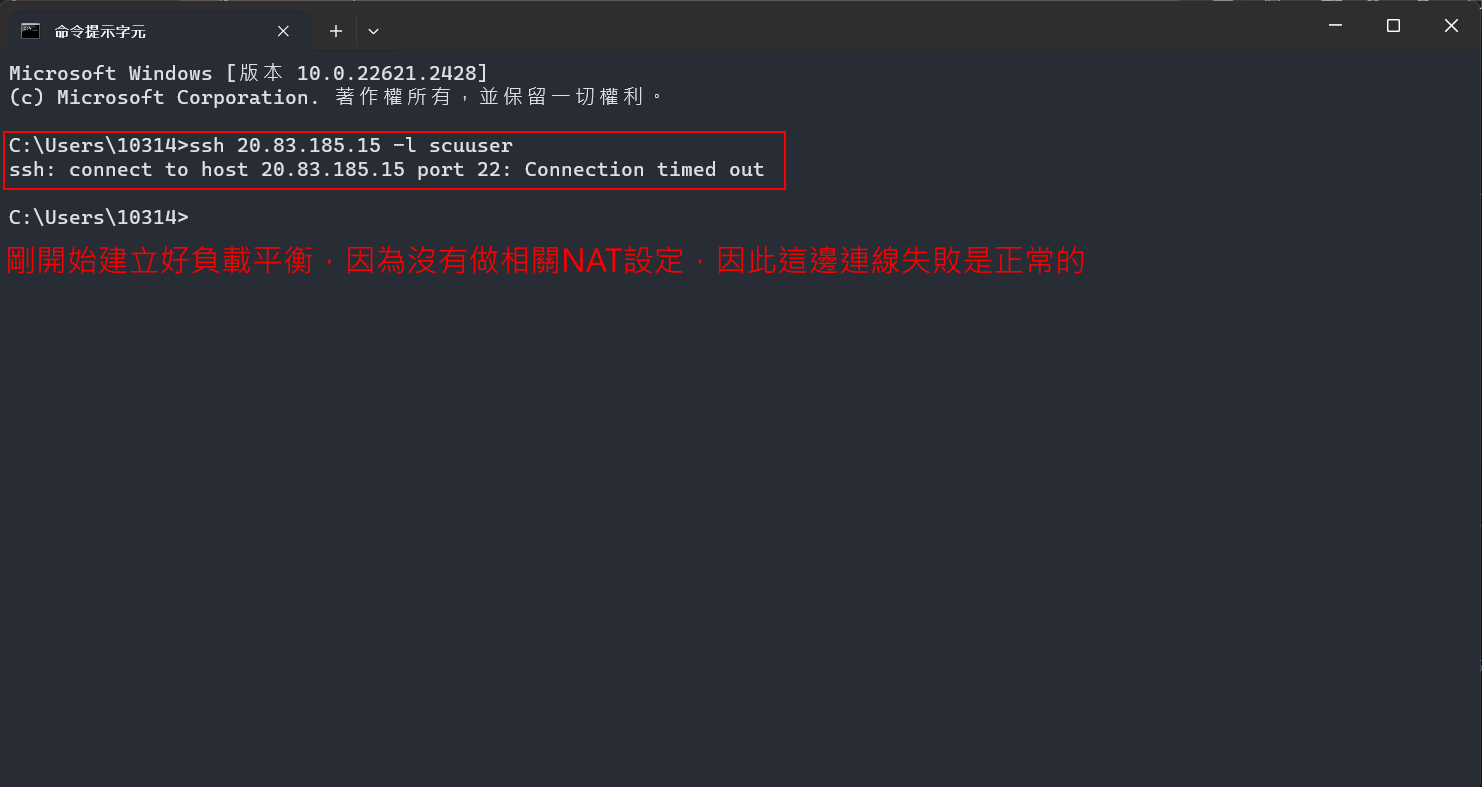 命令提示字元
Microsoft Windows [版本 10.0.22621.2428]
(c) Microsoft Corporation. 著作權所有，並保留一切權利。
C:\Users\10314>ssh 20.83.185.15 -l scuuser
ssh: connect to host 20.83.185.15 port 22: Connection timed out
C:\Users\10314>
剛開始建立好負載平衡，因為沒有做相關NAT設定，因此這邊連線失敗是正常的